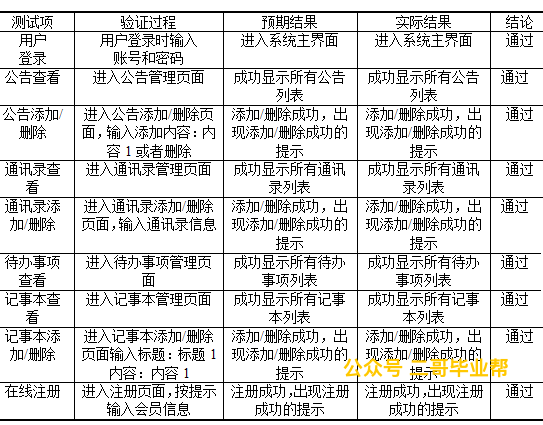 测试项 验证过程 预期结果 实际结果 结论
用户 用户登录时输入 进入系统主界面 进入系统主界面 通过
登录 账号和密码
公告查看 进入公告管理页面 成功显示所有公告 成功显示所有公告 通过
列表 列表
公告添加/ 进入公告添加/删除页 添加/删除成功，出 添加/删除成功，出 通过
删除 面，输入添加内容：内 现添加/删除成功的 现添加/删除成功的
容 1 或者删除 提示 提示
通讯录查 进入通讯录管理页面 成功显示所有通讯 成功显示所有通讯 通过
看 录列表 录列表
通讯录添 进入通讯录添加/删除 添加/删除成功，出 添加/删除成功，出 通过
加/删除 页面，输入通讯录信息 现添加/删除成功的 现添加/删除成功的
提示 提示
待办事项 进入待办事项管理页 成功显示所有待办 成功显示所有待办 通过
查看 面 事项列表 事项列表
记事本查 进入记事本管理页面 成功显示所有记事 成功显示所有记事 通过
看 本列表 本列表
记事本添 进入记事本添加/删除 添加/删除成功，出 添加/删除成功，出 通过
加/删除 页面输入标题：标题 1 现添加/删除成功的 现添加/删除成功的
内容：内容 1 提示 提示
公众号 二哥毕业帮
在线注册 进入注册页面，按提示 注册成功，出现注册 注册成功，出现注册 通过
输入会员信息 成功的提示 成功的提示